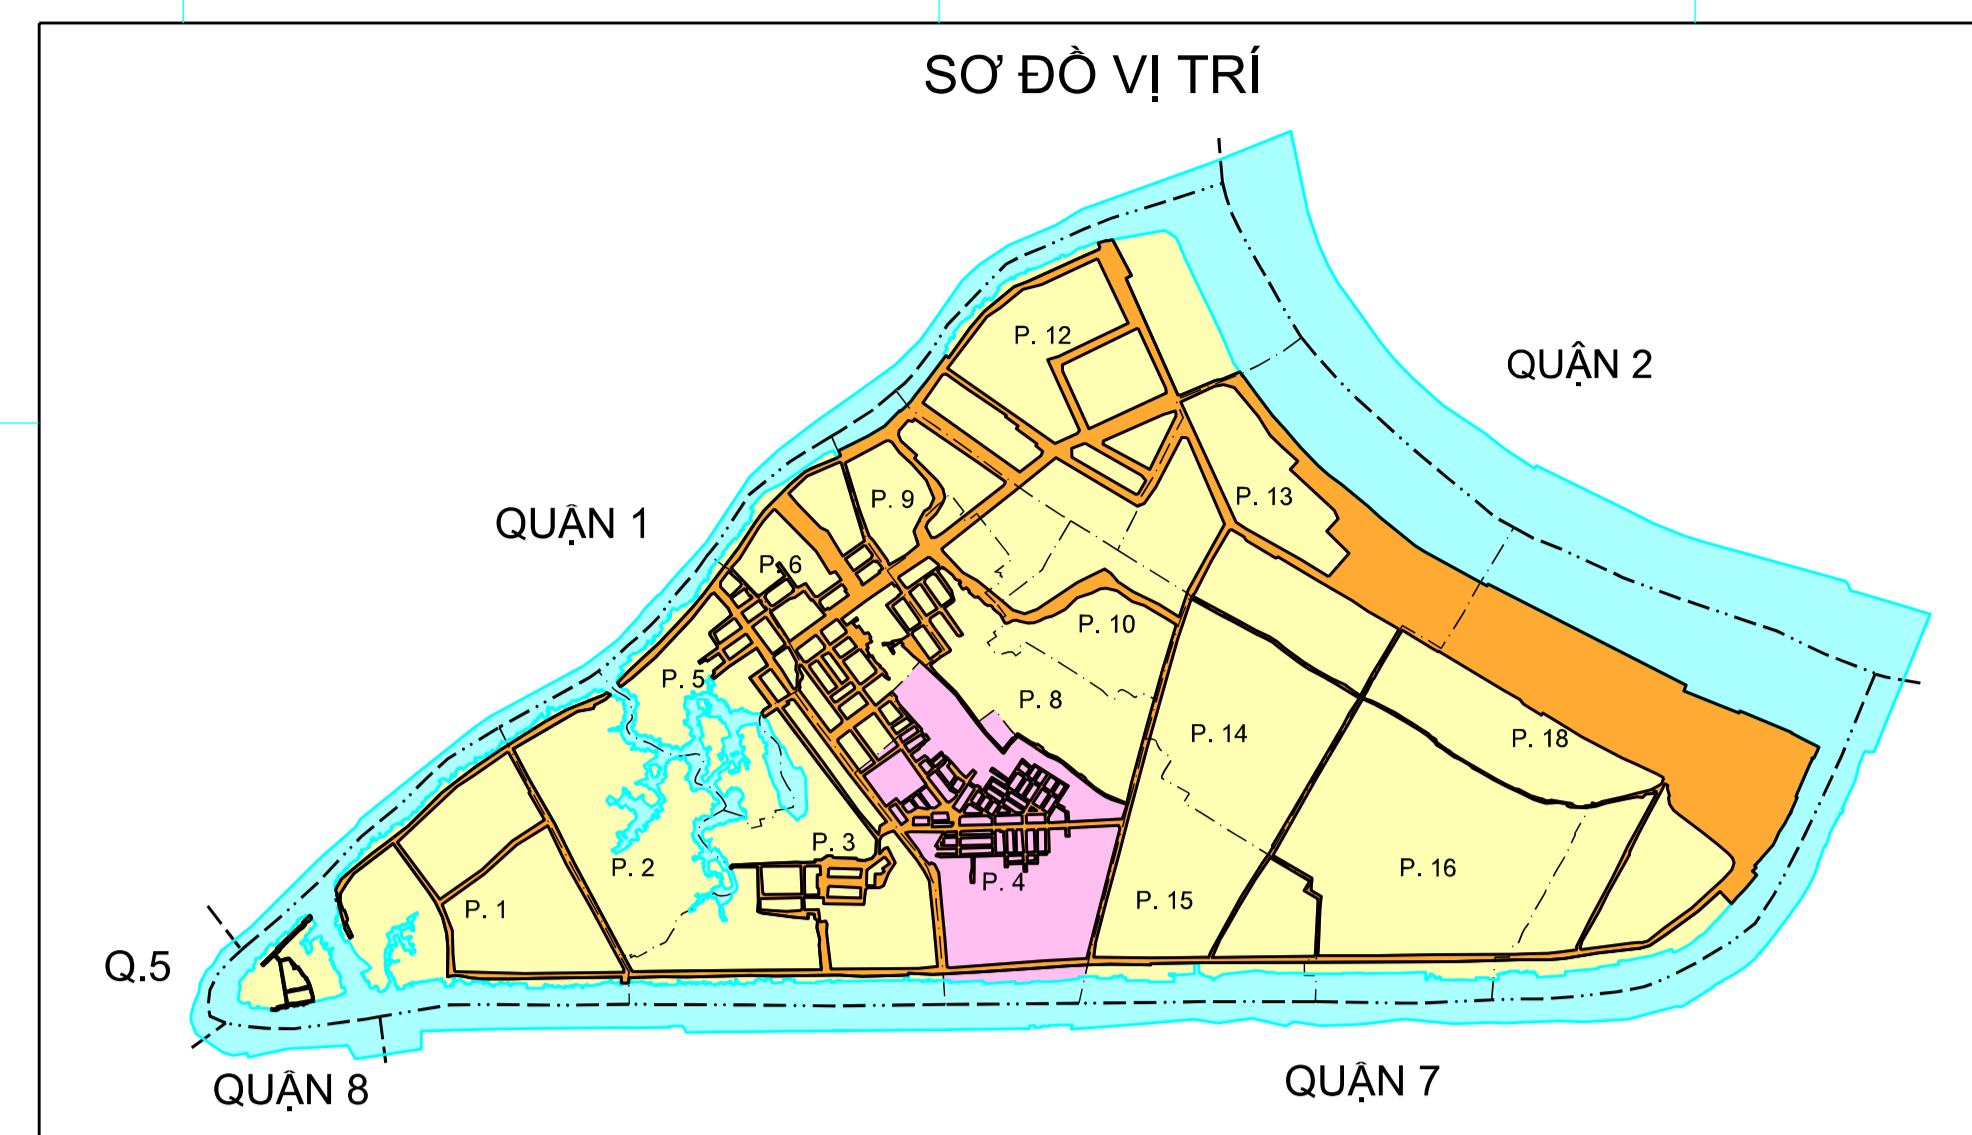 SƠ ĐỒ VỊ TRÍ
P. 12
QUẬN 2
P. 9
P. 13
QUẬN 1
P. 6
P. 10
P. 5
P. 8
P. 14
P. 18
P. 3
P. 2
P. 16
P. 4
P. 15
P. 1
Q.5
QUẬN 8
QUẬN 7